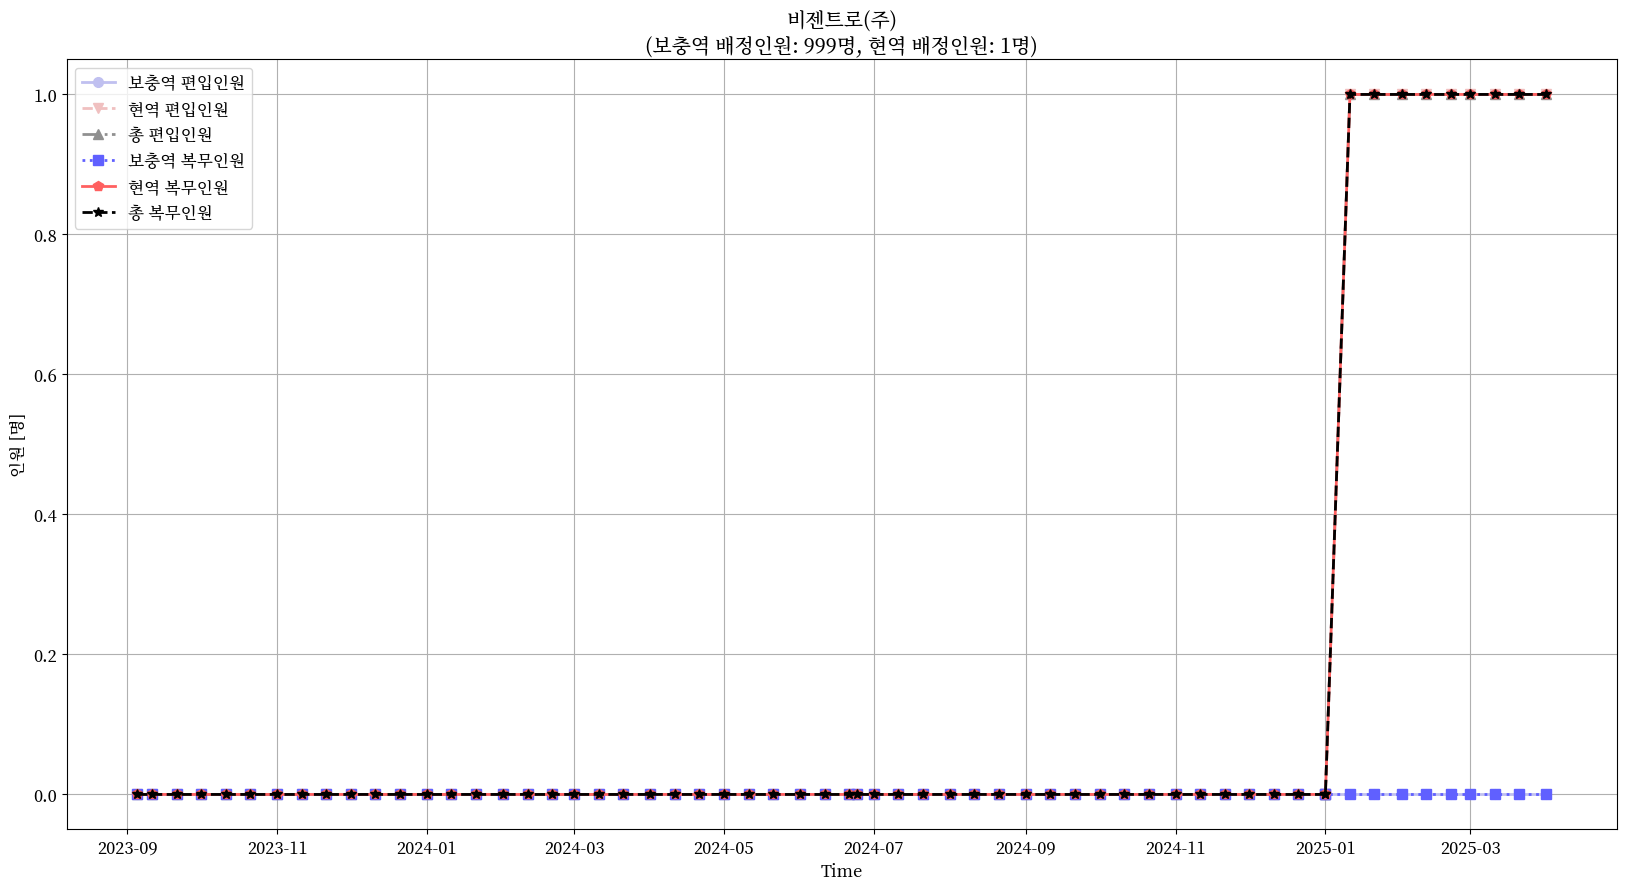 비젠트로(주)
(보충역 배정인원: 999명, 현역 배정인원: 1명)
보충역 편입인원
현역 편입인원
총 편입인원
보충역 복무인원
현역 복무인원
총 복무인원
1.0
0.8
0.6
0.4
0.2
0.0
인원 [명]
2023-09 2023-11 2024-01 2024-03 2024-05 2024-07 2024-09 2024-11 2025-01 2025-03
Time